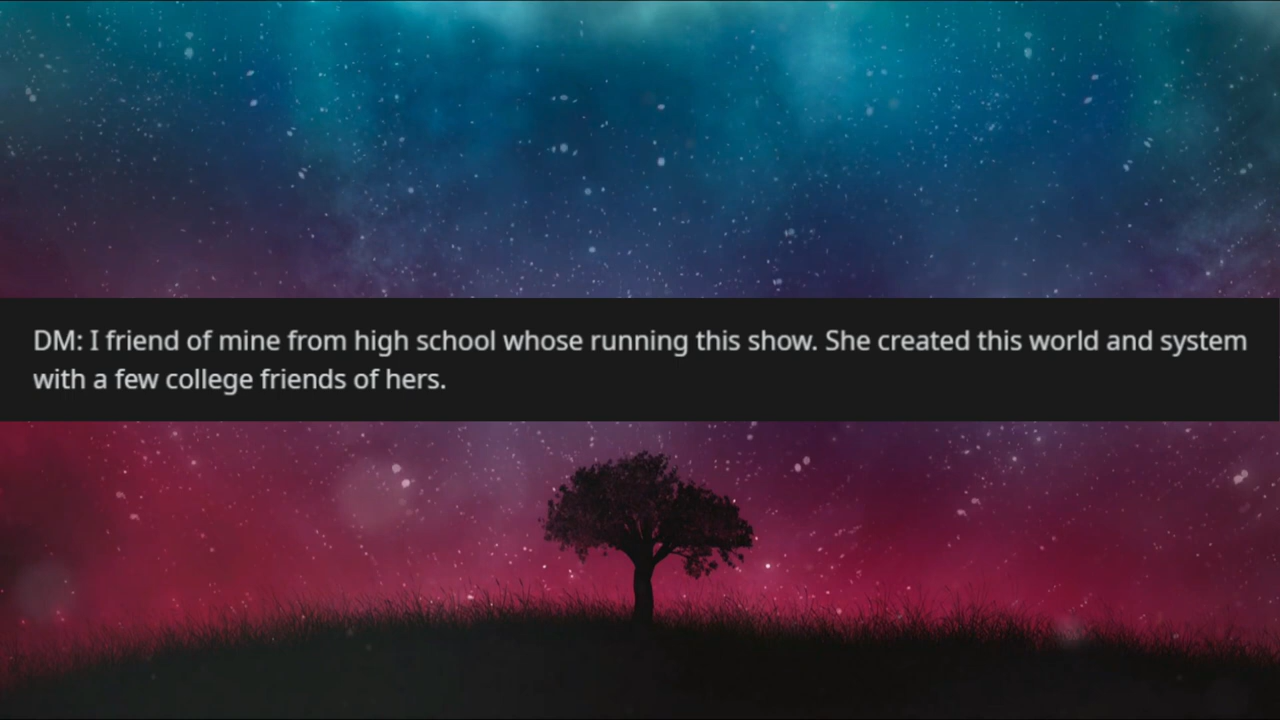 DM: I friend of mine from high school whose running this show. She created this world and system
with a few college friends of hers.